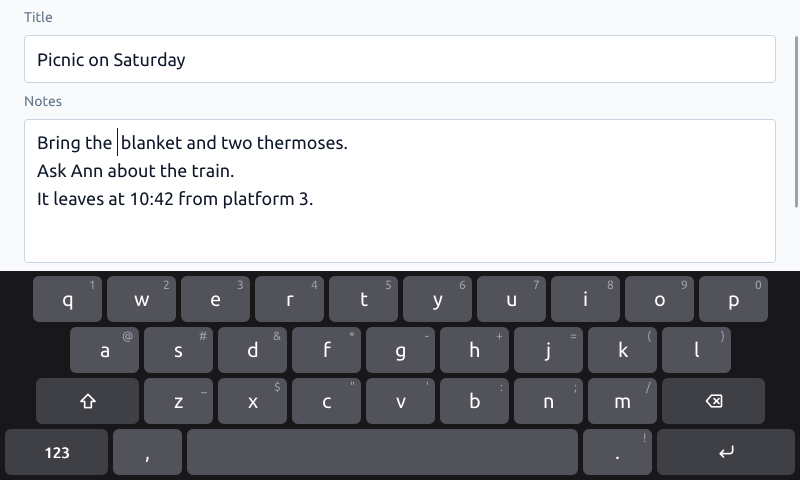 Title
Picnic on Saturday
Notes
Bring the blanket and two thermoses.
Ask Ann about the train.
It leaves at 10:42 from platform 3.
q 1 w 2 e 3 r 4 t 5 y 6 u 7 i 8 o 9 p 0
a @ s # d & f * g - h + j = k ( l )
z _ x $ c " v ' b : n ; m /
123 , . !